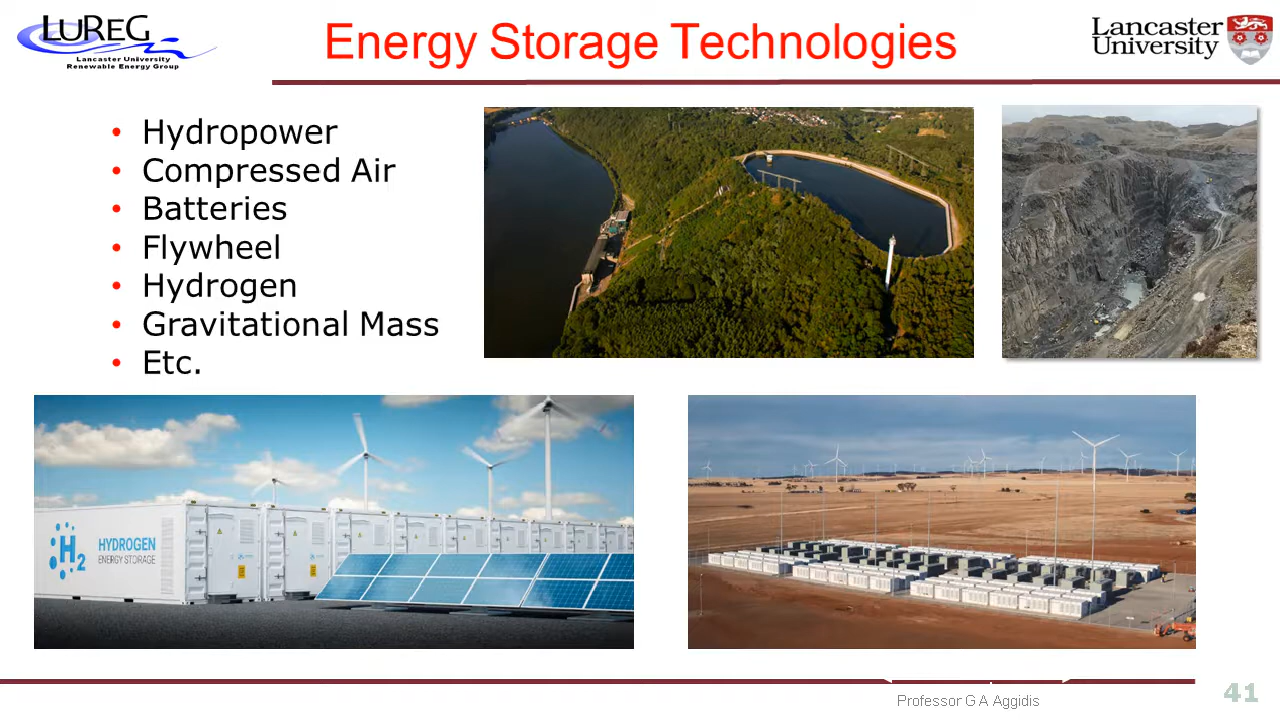 LUREG
Lancaster University
Renewable Energy Group
Energy Storage Technologies
Lancaster
University
• Hydropower
• Compressed Air
• Batteries
• Flywheel
• Hydrogen
• Gravitational Mass
• Etc.
H2
HYDROGEN
ENERGY STORAGE
Professor G A Aggidis
41